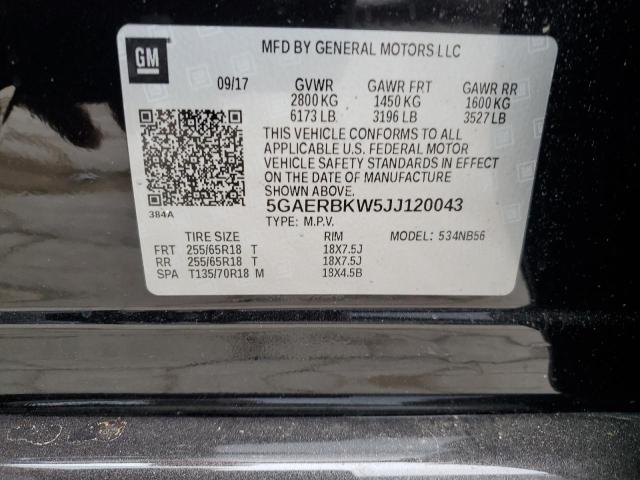 GM
MFD BY GENERAL MOTORS LLC
09/17 GVWR GAWR FRT GAWR RR
2800 KG 1450 KG 1600 KG
6173 LB 3196 LB 3527 LB
THIS VEHICLE CONFORMS TO ALL
APPLICABLE U.S. FEDERAL MOTOR
VEHICLE SAFETY STANDARDS IN EFFECT
ON THE DATE OF MANUFACTURE
SHOWN ABOVE.
384A 5GAERBKW5JJ120043
TYPE: M.P.V.
TIRE SIZE RIM MODEL: 534NB56
FRT 255/65R18 T 18X7.5J
RR 255/65R18 T 18X7.5J
SPA T135/70R18 M 18X4.5B